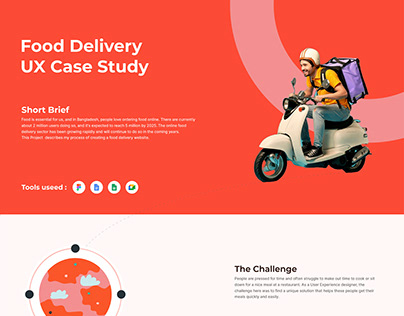 Food Delivery
UX Case Study
Short Brief
Food is essential for us, and in Bangladesh, people love ordering food online. There are currently
about 2 million users doing so, and it's expected to reach 5 million by 2025. The online food
delivery sector has been growing rapidly and will continue to do so in the coming years.
This Project describes my process of creating a food delivery website.
Tools useed :
The Challenge
People are pressed for time and often struggle to make out time to cook or sit
down for a nice meal at a restaurant. As a User Experience designer, the
challenge here was to find a unique solution that helps those people get their
meals quickly and easily.